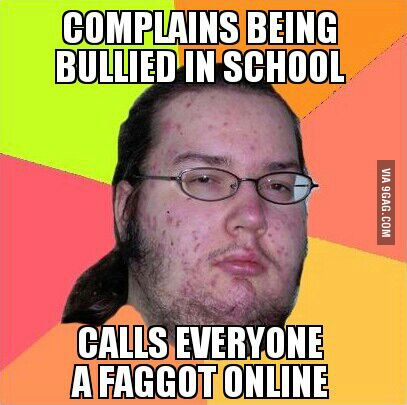 COMPLAINS BEING
BULLIED IN SCHOOL
VIA 9GAG.COM
CALLS EVERYONE
A FAGGOT ONLINE